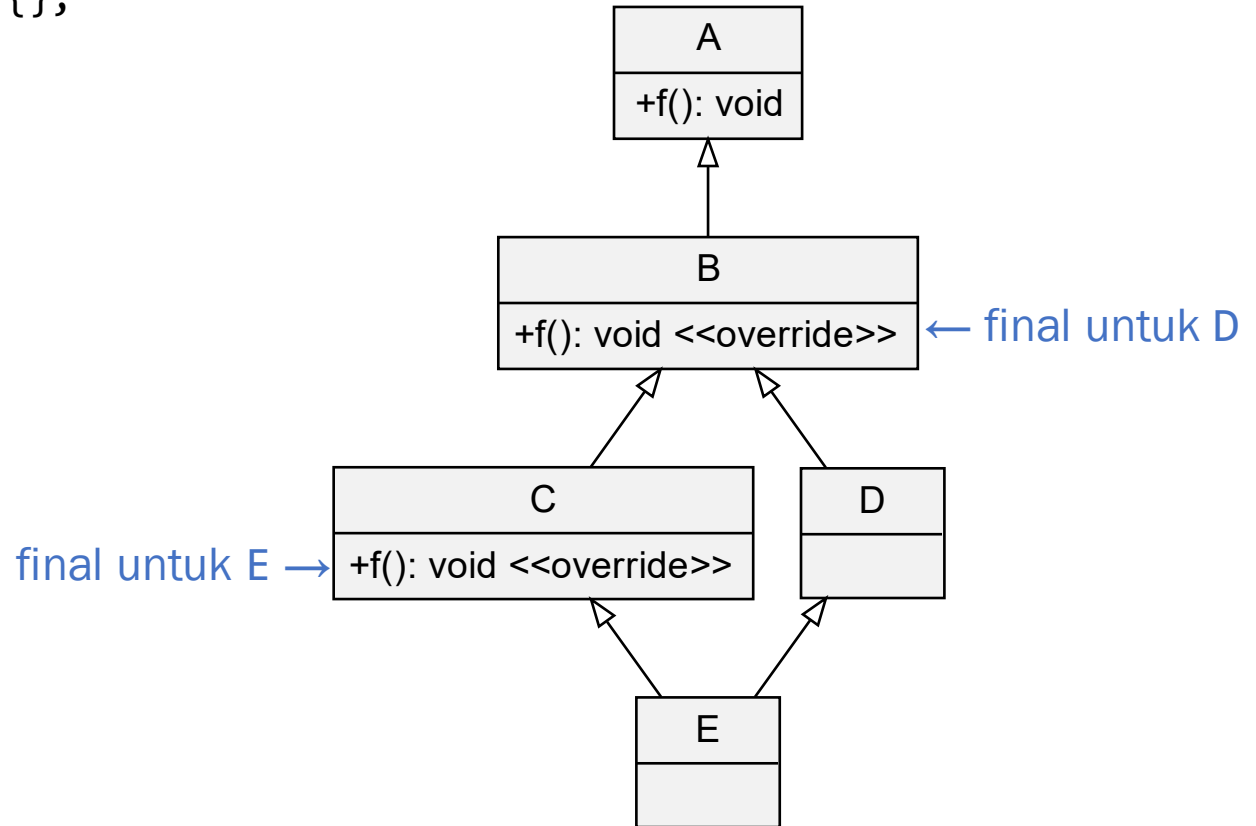 {};
A
+f(): void
B
+f(): void <<override>>
← final untuk D
C
D
final untuk E →
+f(): void <<override>>
E